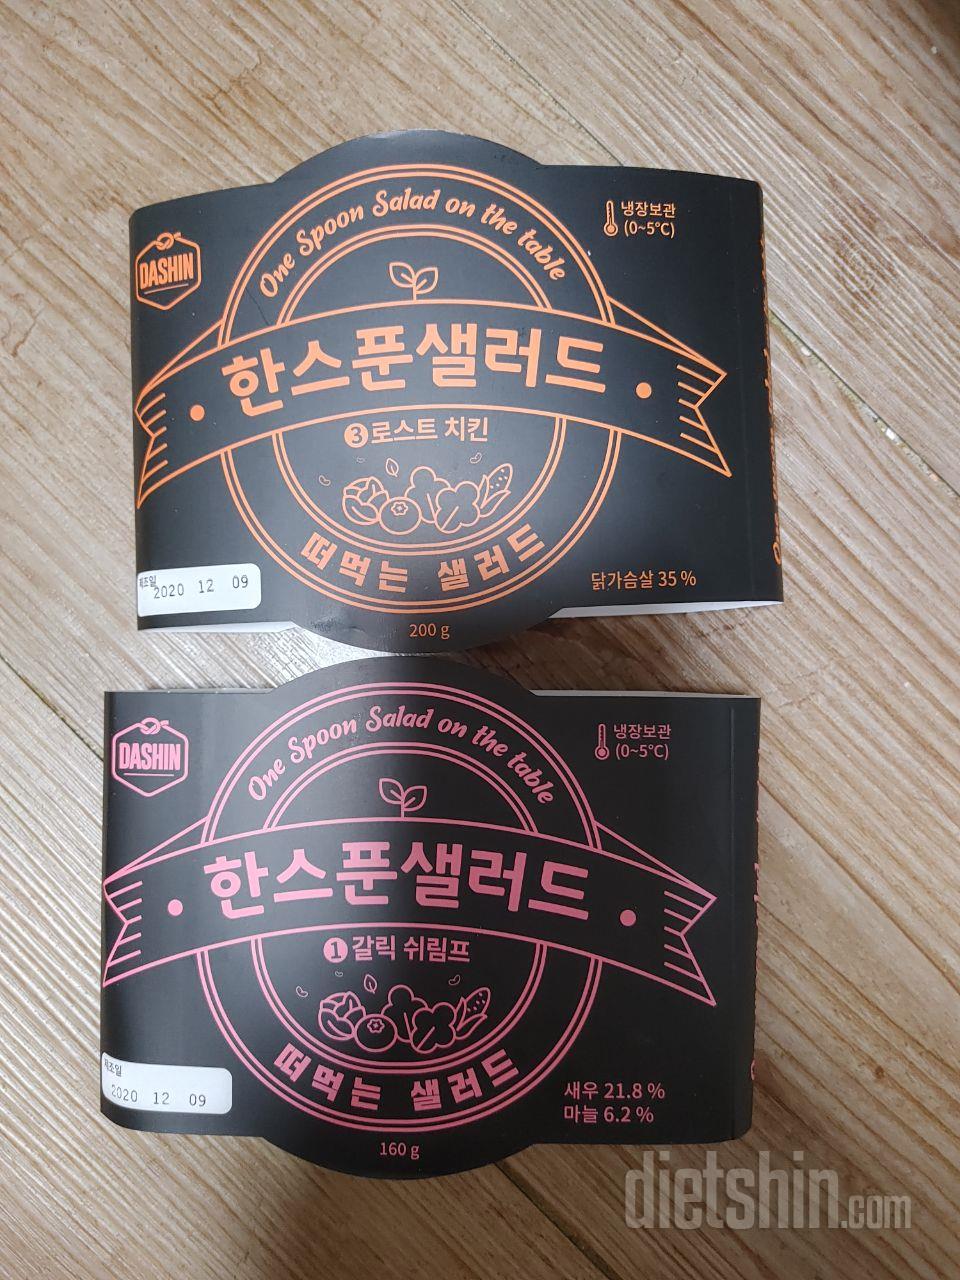 One Spoon Salad on the table
냉장보관
(0~5°C)
DASHIN
한스푼샐러드
3 로스트 치킨
떠먹는 샐러드
제조일
2020 12 09
닭가슴살 35 %
200 g
One Spoon Salad on the table
냉장보관
(0~5°C)
DASHIN
한스푼샐러드
1 갈릭 쉬림프
떠먹는 샐러드
제조일
2020 12 09
새우 21.8 %
마늘 6.2 %
160 g
dietshin.com